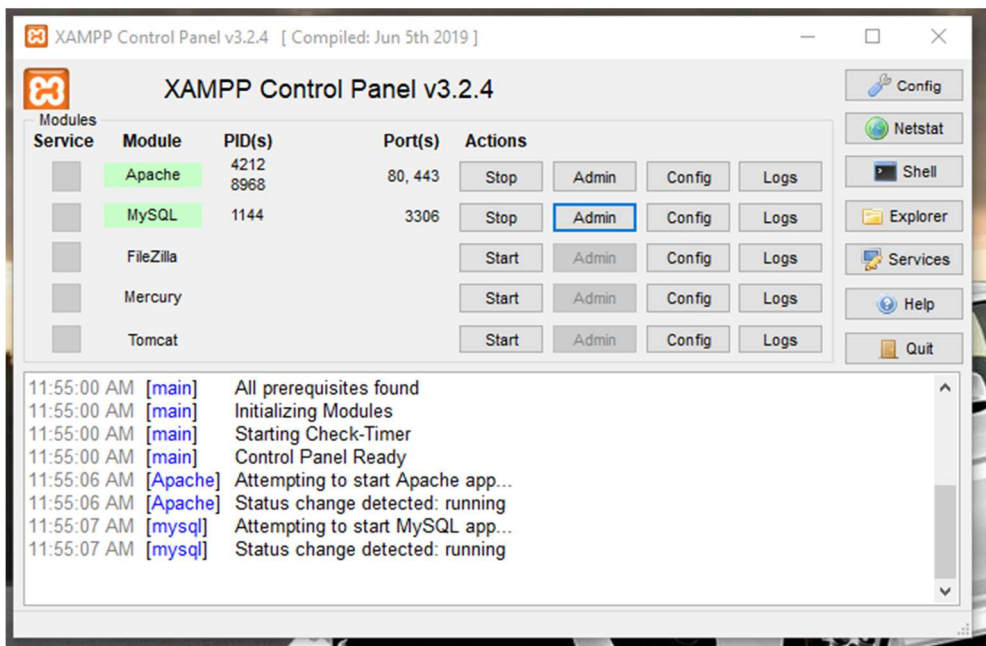 XAMPP Control Panel v3.2.4 [ Compiled: Jun 5th 2019 ]
XAMPP Control Panel v3.2.4
Config
Modules
Service Module PID(s) Port(s) Actions
Netstat
Apache 4212 8968 80, 443 Stop Admin Config Logs
Shell
MySQL 1144 3306 Stop Admin Config Logs
Explorer
FileZilla Start Admin Config Logs
Services
Mercury Start Admin Config Logs
Help
Tomcat Start Admin Config Logs
Quit
11:55:00 AM [main] All prerequisites found
11:55:00 AM [main] Initializing Modules
11:55:00 AM [main] Starting Check-Timer
11:55:00 AM [main] Control Panel Ready
11:55:06 AM [Apache] Attempting to start Apache app...
11:55:06 AM [Apache] Status change detected: running
11:55:07 AM [mysql] Attempting to start MySQL app...
11:55:07 AM [mysql] Status change detected: running